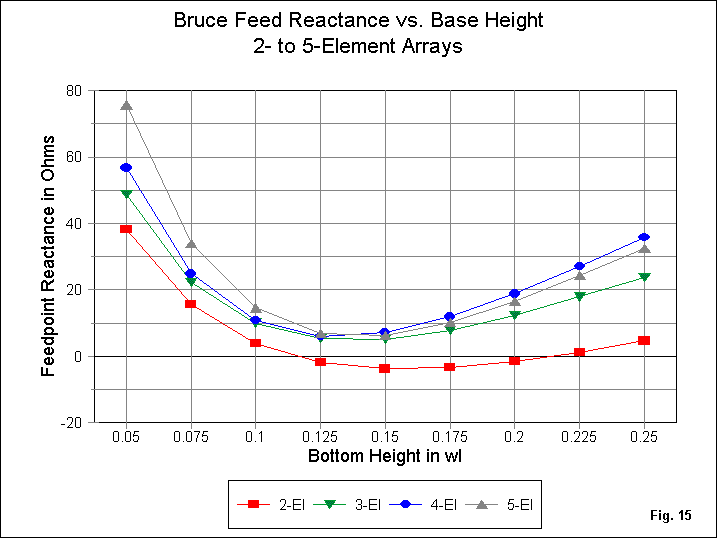 Bruce Feed Reactance vs. Base Height
2- to 5-Element Arrays
Feedpoint Reactance in Ohms
80
60
40
20
0
-20
0.05 0.075 0.1 0.125 0.15 0.175 0.2 0.225 0.25
Bottom Height in wl
2-El 3-El 4-El 5-El
Fig. 15